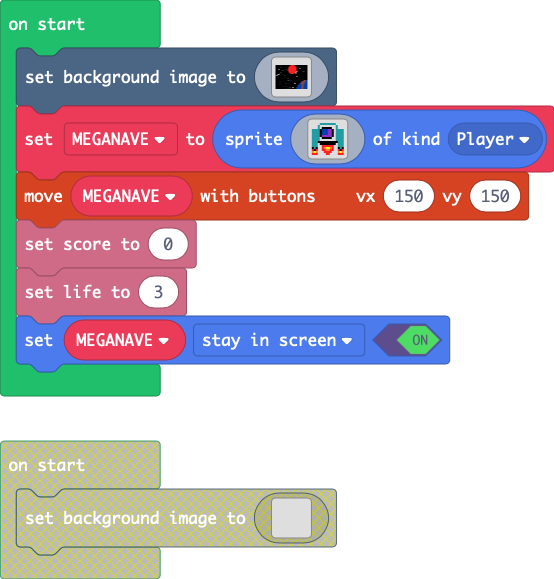 on start
set background image to
set MEGANAVE to sprite of kind Player
move MEGANAVE with buttons vx 150 vy 150
set score to 0
set life to 3
set MEGANAVE stay in screen ON
on start
set background image to